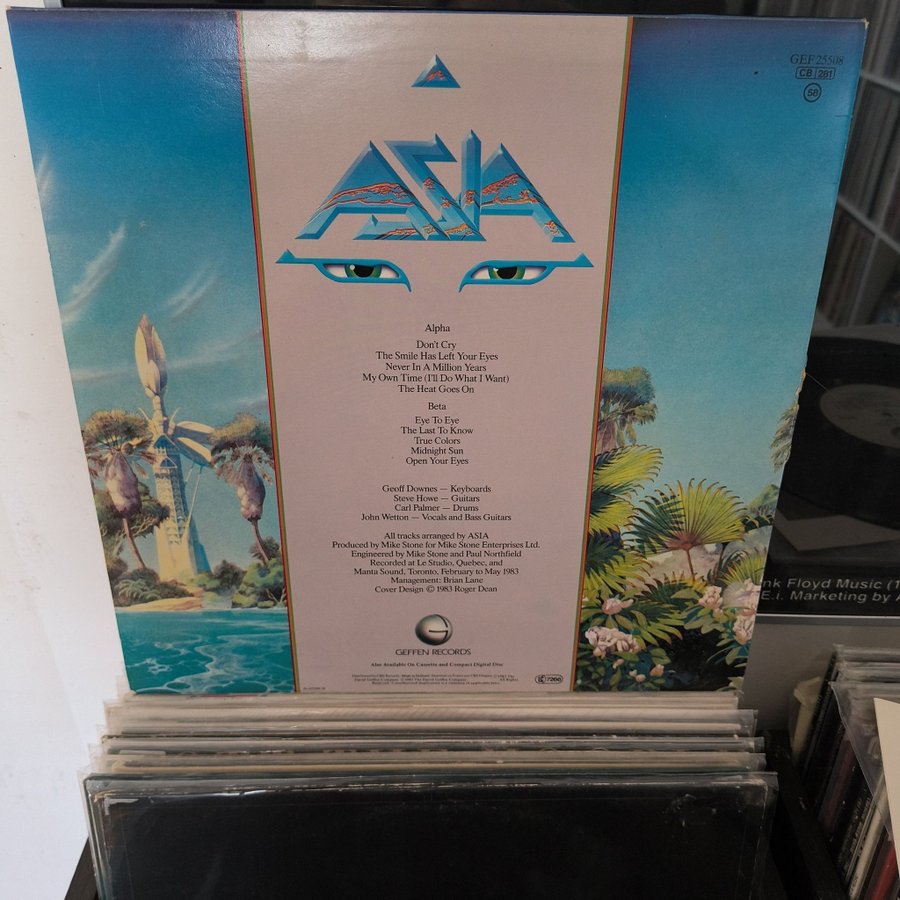 GEF 25508
CB 281
58
ASIA
Alpha
Don't Cry
The Smile Has Left Your Eyes
Never In A Million Years
My Own Time (I'll Do What I Want)
The Heat Goes On
Beta
Eye To Eye
The Last To Know
True Colors
Midnight Sun
Open Your Eyes
Geoff Downes — Keyboards
Steve Howe — Guitars
Carl Palmer — Drums
John Wetton — Vocals and Bass Guitars
All tracks arranged by ASIA
Produced by Mike Stone for Mike Stone Enterprises Ltd.
Engineered by Mike Stone and Paul Northfield
Recorded at Le Studio, Quebec, and
Manta Sound, Toronto, February to May 1983
Management: Brian Lane
Cover Design © 1983 Roger Dean
G
GEFFEN RECORDS
Also Available On Cassette and Compact Digital Disc
nk Floyd Music (1
E.i. Marketing by A